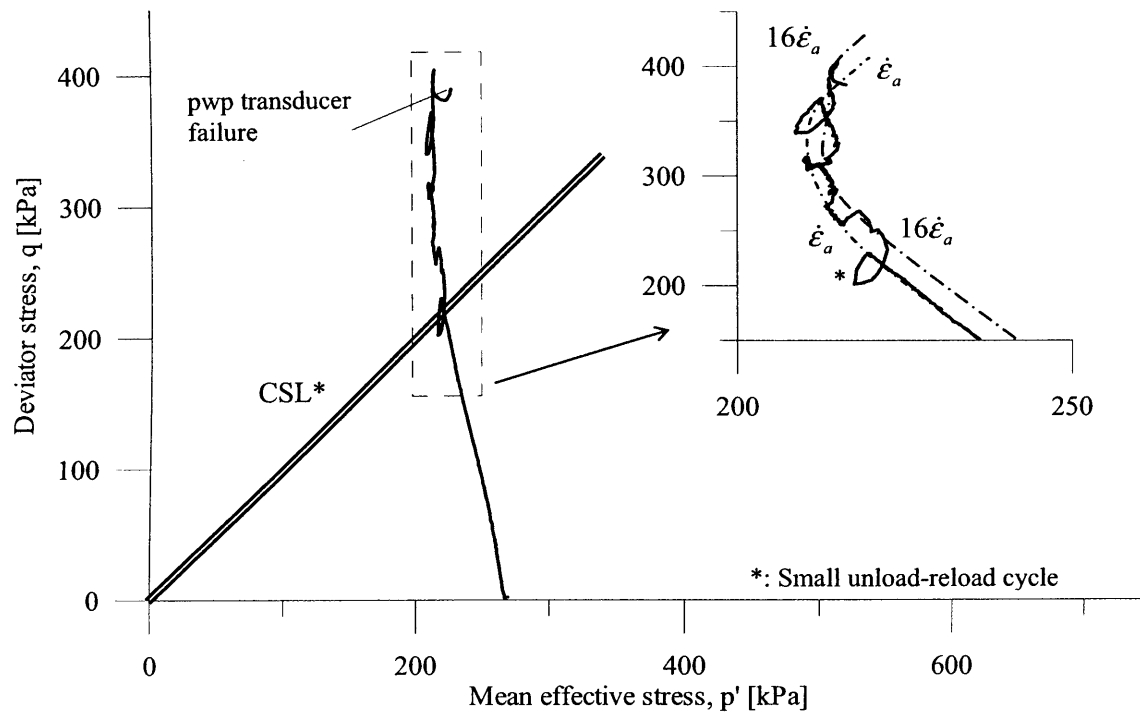 400
300
200
100
0
Deviator stress, q [kPa]
pwp transducer
failure
CSL*
0
200
400
600
Mean effective stress, p' [kPa]
400
300
200
200
250
16ε̇ₐ
ε̇ₐ
ε̇ₐ
16ε̇ₐ
*
*: Small unload-reload cycle